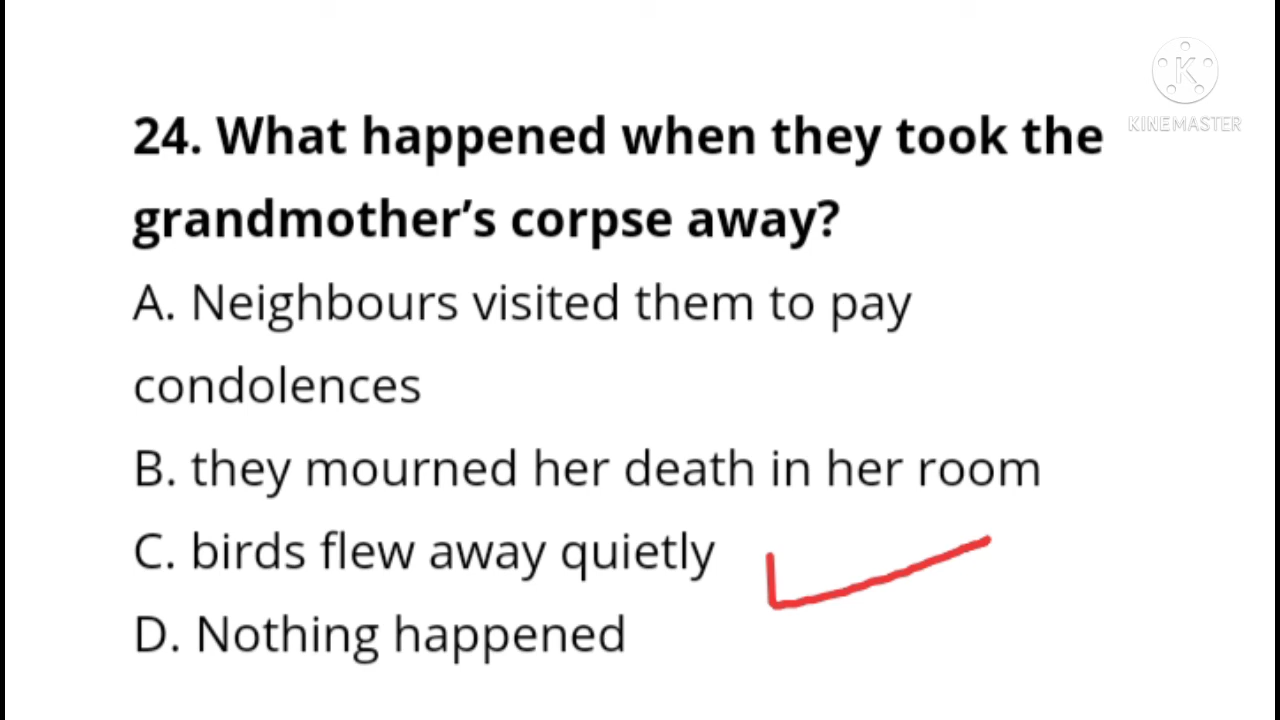 K
KINEMASTER
24. What happened when they took the
grandmother’s corpse away?
A. Neighbours visited them to pay
condolences
B. they mourned her death in her room
C. birds flew away quietly
D. Nothing happened